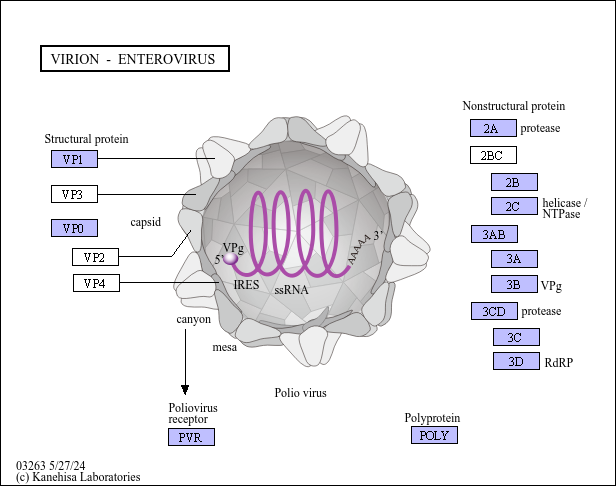 VIRION - ENTEROVIRUS
Nonstructural protein
2A protease
2BC
2B
2C helicase / NTPase
3AB
3A
3B VPg
3CD protease
3C
3D RdRP
Structural protein
VP1
VP3
VP0
capsid
VP2
VP4
VPg
5'
3'
AAAAA
IRES
ssRNA
canyon
mesa
Polio virus
Poliovirus
receptor
PVR
Polyprotein
POLY
03263 5/27/24
(c) Kanehisa Laboratories